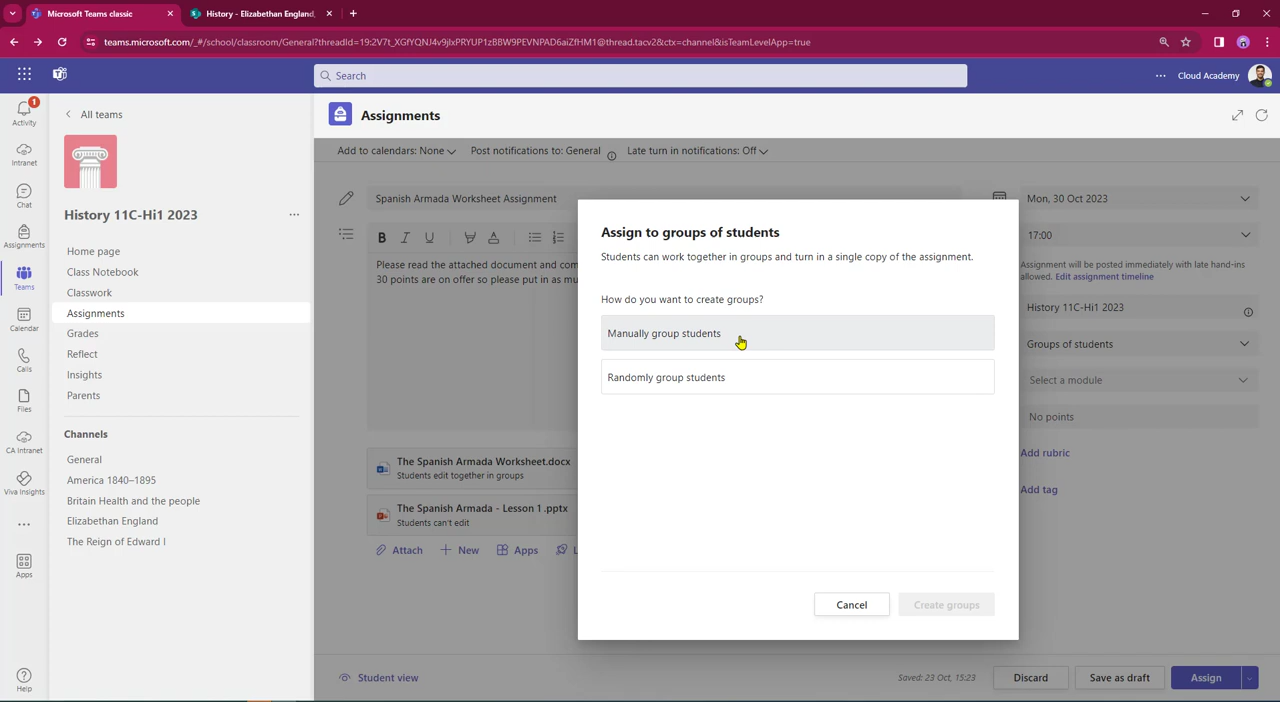 Microsoft Teams classic
History - Elizabethan England,
teams.microsoft.com/_#/school/classroom/General?threadId=19:2V7t_XGfYQNJ4v9jlxPRYUP1zBBW9PEVNPAD6aiZfHM1@thread.tacv2&ctx=channel&isTeamLevelApp=true
Search
Cloud Academy
Activity
1
Intranet
Chat
Assignments
Teams
Calendar
Calls
Files
CA Intranet
Viva Insights
Apps
Help
All teams
History 11C-Hi1 2023
Home page
Class Notebook
Classwork
Assignments
Grades
Reflect
Insights
Parents
Channels
General
America 1840–1895
Britain Health and the people
Elizabethan England
The Reign of Edward I
Assignments
Add to calendars: None
Post notifications to: General
Late turn in notifications: Off
Spanish Armada Worksheet Assignment
Please read the attached document and com
30 points are on offer so please put in as mu
The Spanish Armada Worksheet.docx
Students edit together in groups
The Spanish Armada - Lesson 1 .pptx
Students can't edit
Attach
New
Apps
L
Assign to groups of students
Students can work together in groups and turn in a single copy of the assignment.
How do you want to create groups?
Manually group students
Randomly group students
Cancel
Create groups
Mon, 30 Oct 2023
17:00
Assignment will be posted immediately with late hand-ins
allowed. Edit assignment timeline
History 11C-Hi1 2023
Groups of students
Select a module
No points
Add rubric
Add tag
Student view
Saved: 23 Oct, 15:23
Discard
Save as draft
Assign